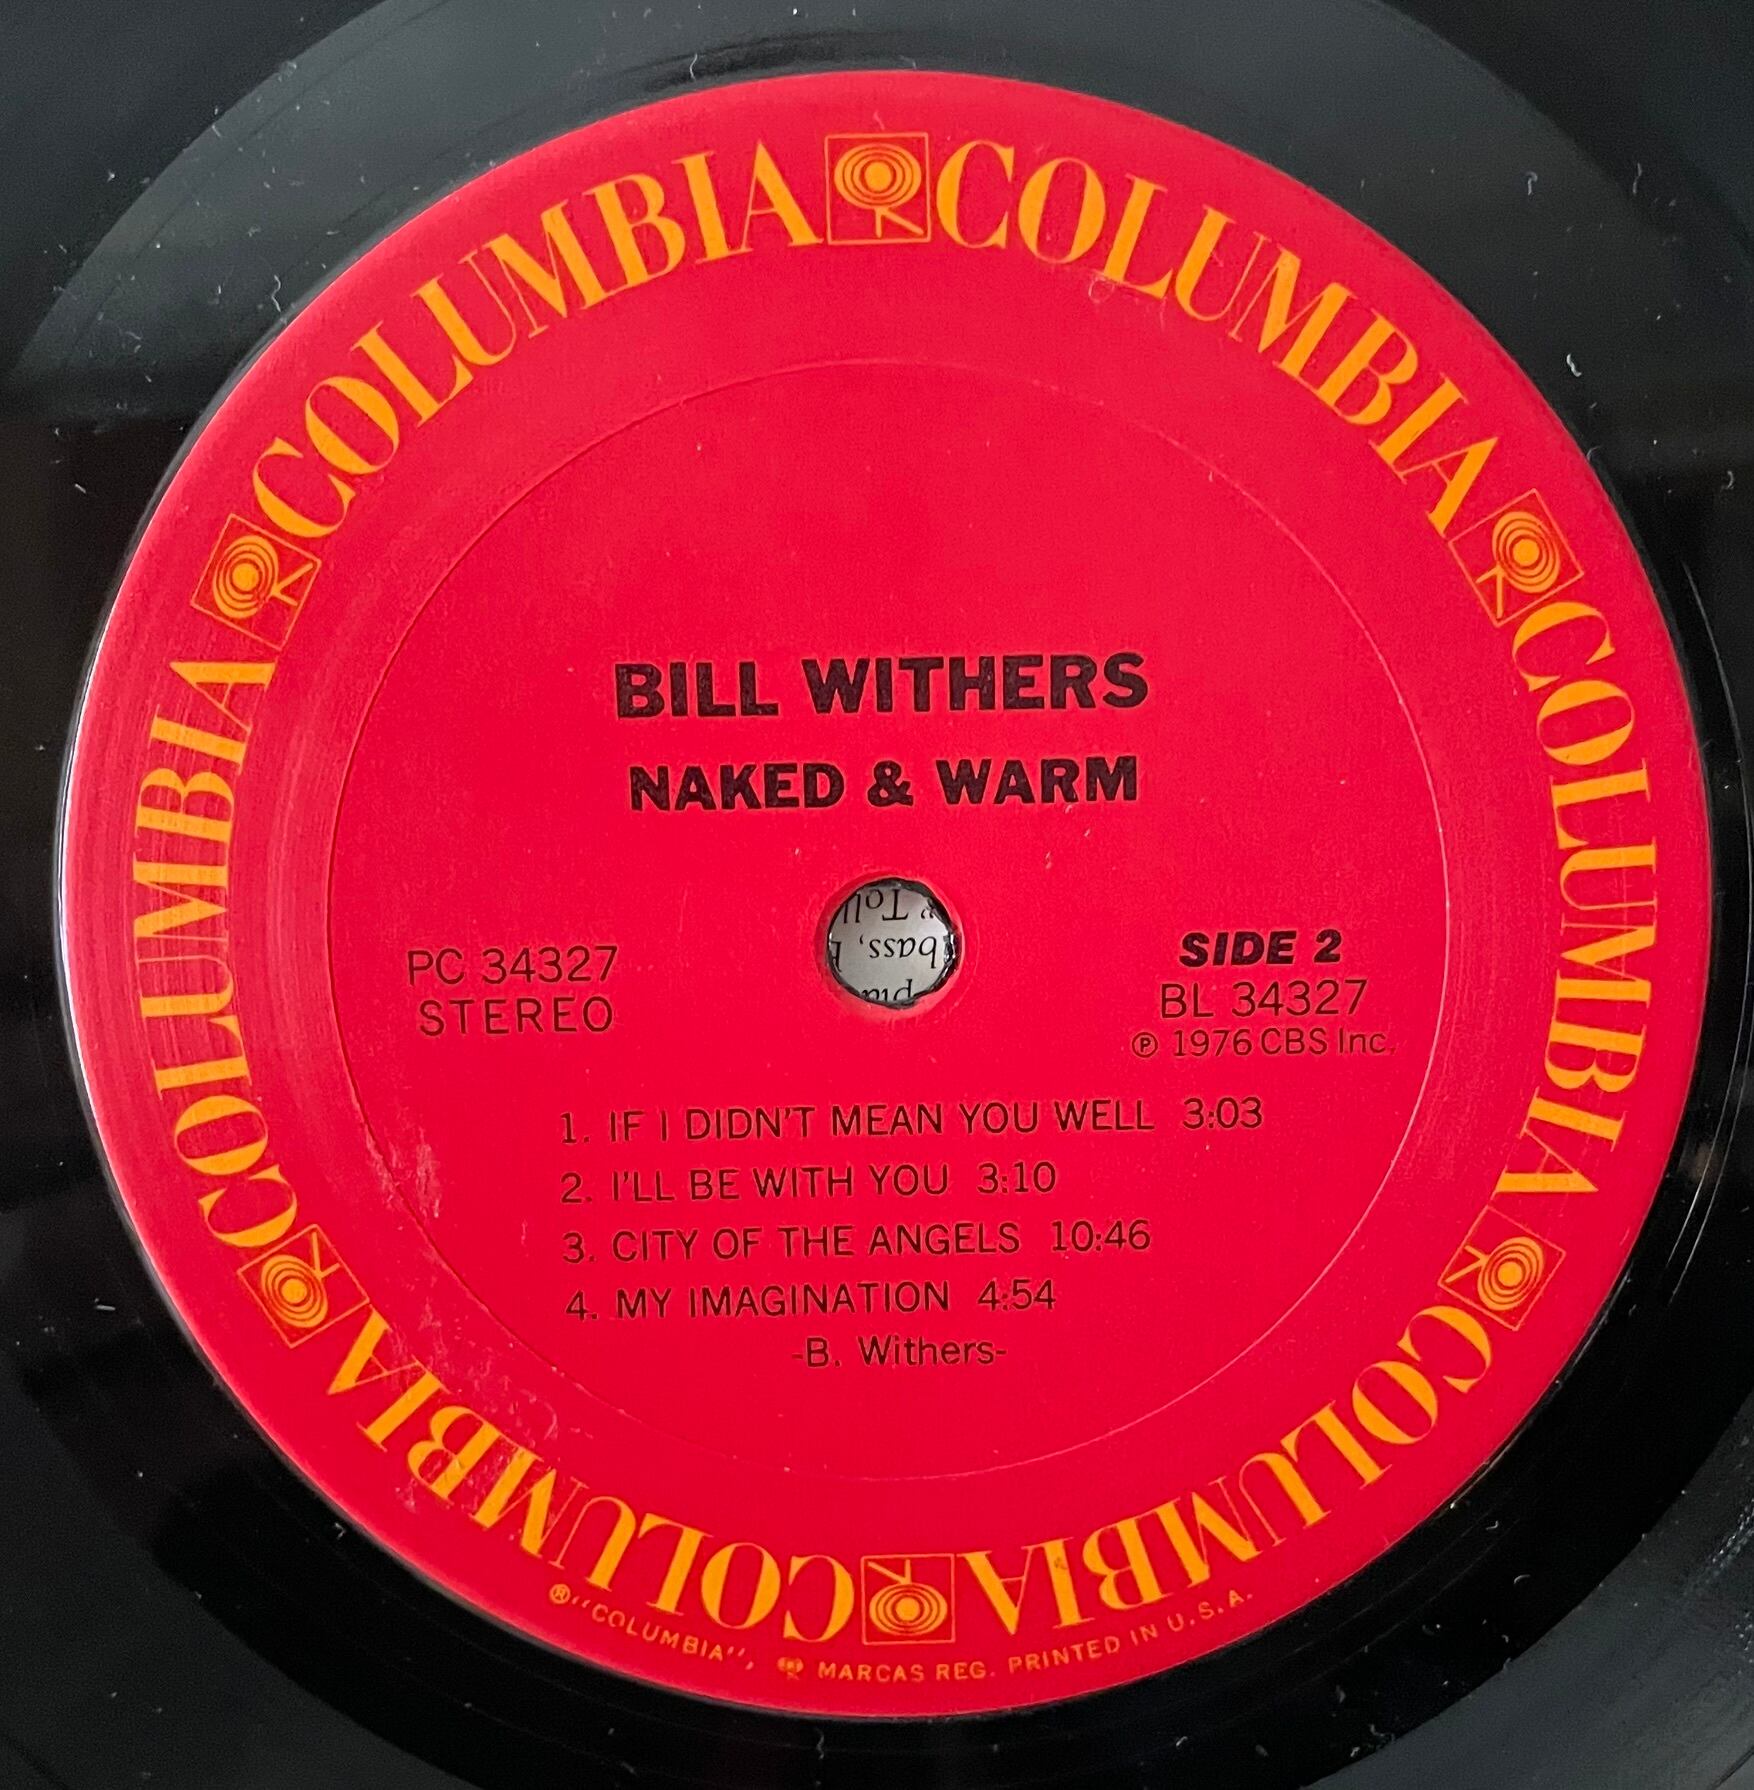 COLUMBIA COLUMBIA COLUMBIA COLUMBIA COLUMBIA COLUMBIA
BILL WITHERS
NAKED & WARM
PC 34327
STEREO
SIDE 2
BL 34327
℗ 1976 CBS Inc.
bass,
1. IF I DIDN'T MEAN YOU WELL 3:03
2. I'LL BE WITH YOU 3:10
3. CITY OF THE ANGELS 10:46
4. MY IMAGINATION 4:54
-B. Withers-
®"COLUMBIA", MARCAS REG. PRINTED IN U.S.A.